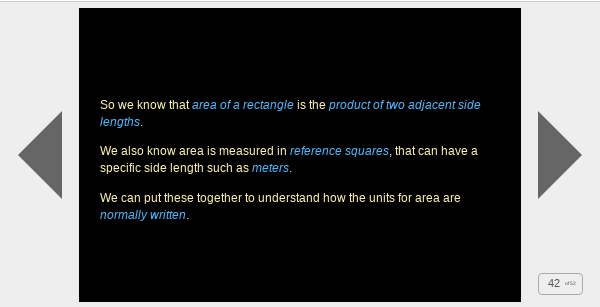 So we know that area of a rectangle is the product of two adjacent side
lengths.
We also know area is measured in reference squares, that can have a
specific side length such as meters.
We can put these together to understand how the units for area are
normally written.
42 of 52